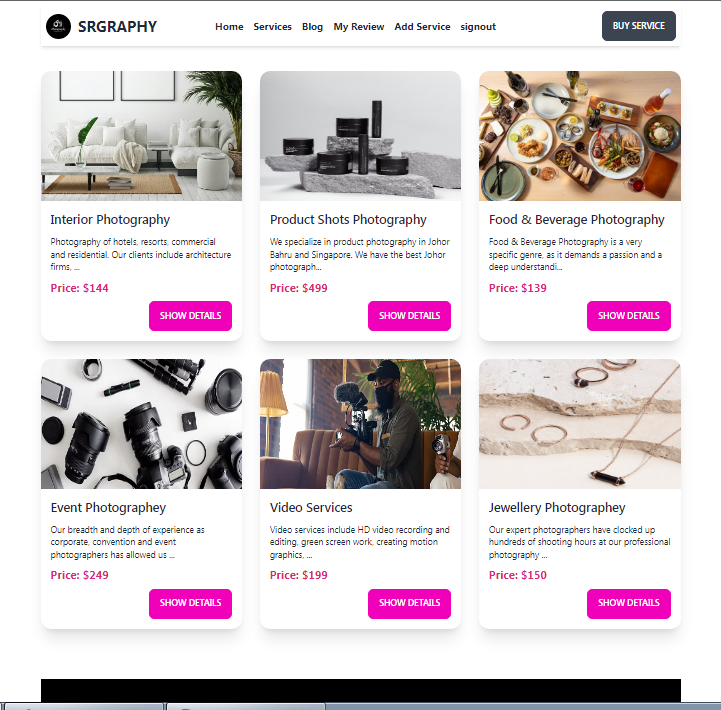 SRGRAPHY
Home Services Blog My Review Add Service signout
BUY SERVICE
Interior Photography
Photography of hotels, resorts, commercial
and residential. Our clients include architecture
firms, ...
Price: $144
SHOW DETAILS
Product Shots Photography
We specialize in product photography in Johor
Bahru and Singapore. We have the best Johor
photograph...
Price: $499
SHOW DETAILS
Food & Beverage Photography
Food & Beverage Photography is a very
specific genre, as it demands a passion and a
deep understandi...
Price: $139
SHOW DETAILS
Event Photographey
Our breadth and depth of experience as
corporate, convention and event
photographers has allowed us ...
Price: $249
SHOW DETAILS
Video Services
Video services include HD video recording and
editing, green screen work, creating motion
graphics, ...
Price: $199
SHOW DETAILS
Jewellery Photographey
Our expert photographers have clocked up
hundreds of shooting hours at our professional
photography ...
Price: $150
SHOW DETAILS